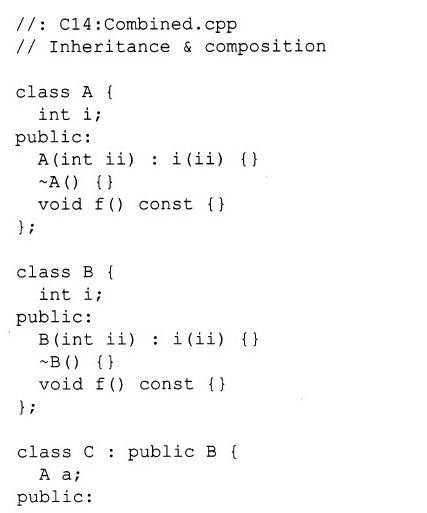 //: C14:Combined.cpp
// Inheritance & composition

class A {
  int i;
public:
  A(int ii) : i(ii) {}
  ~A() {}
  void f() const {}
};

class B {
  int i;
public:
  B(int ii) : i(ii) {}
  ~B() {}
  void f() const {}
};

class C : public B {
  A a;
public: